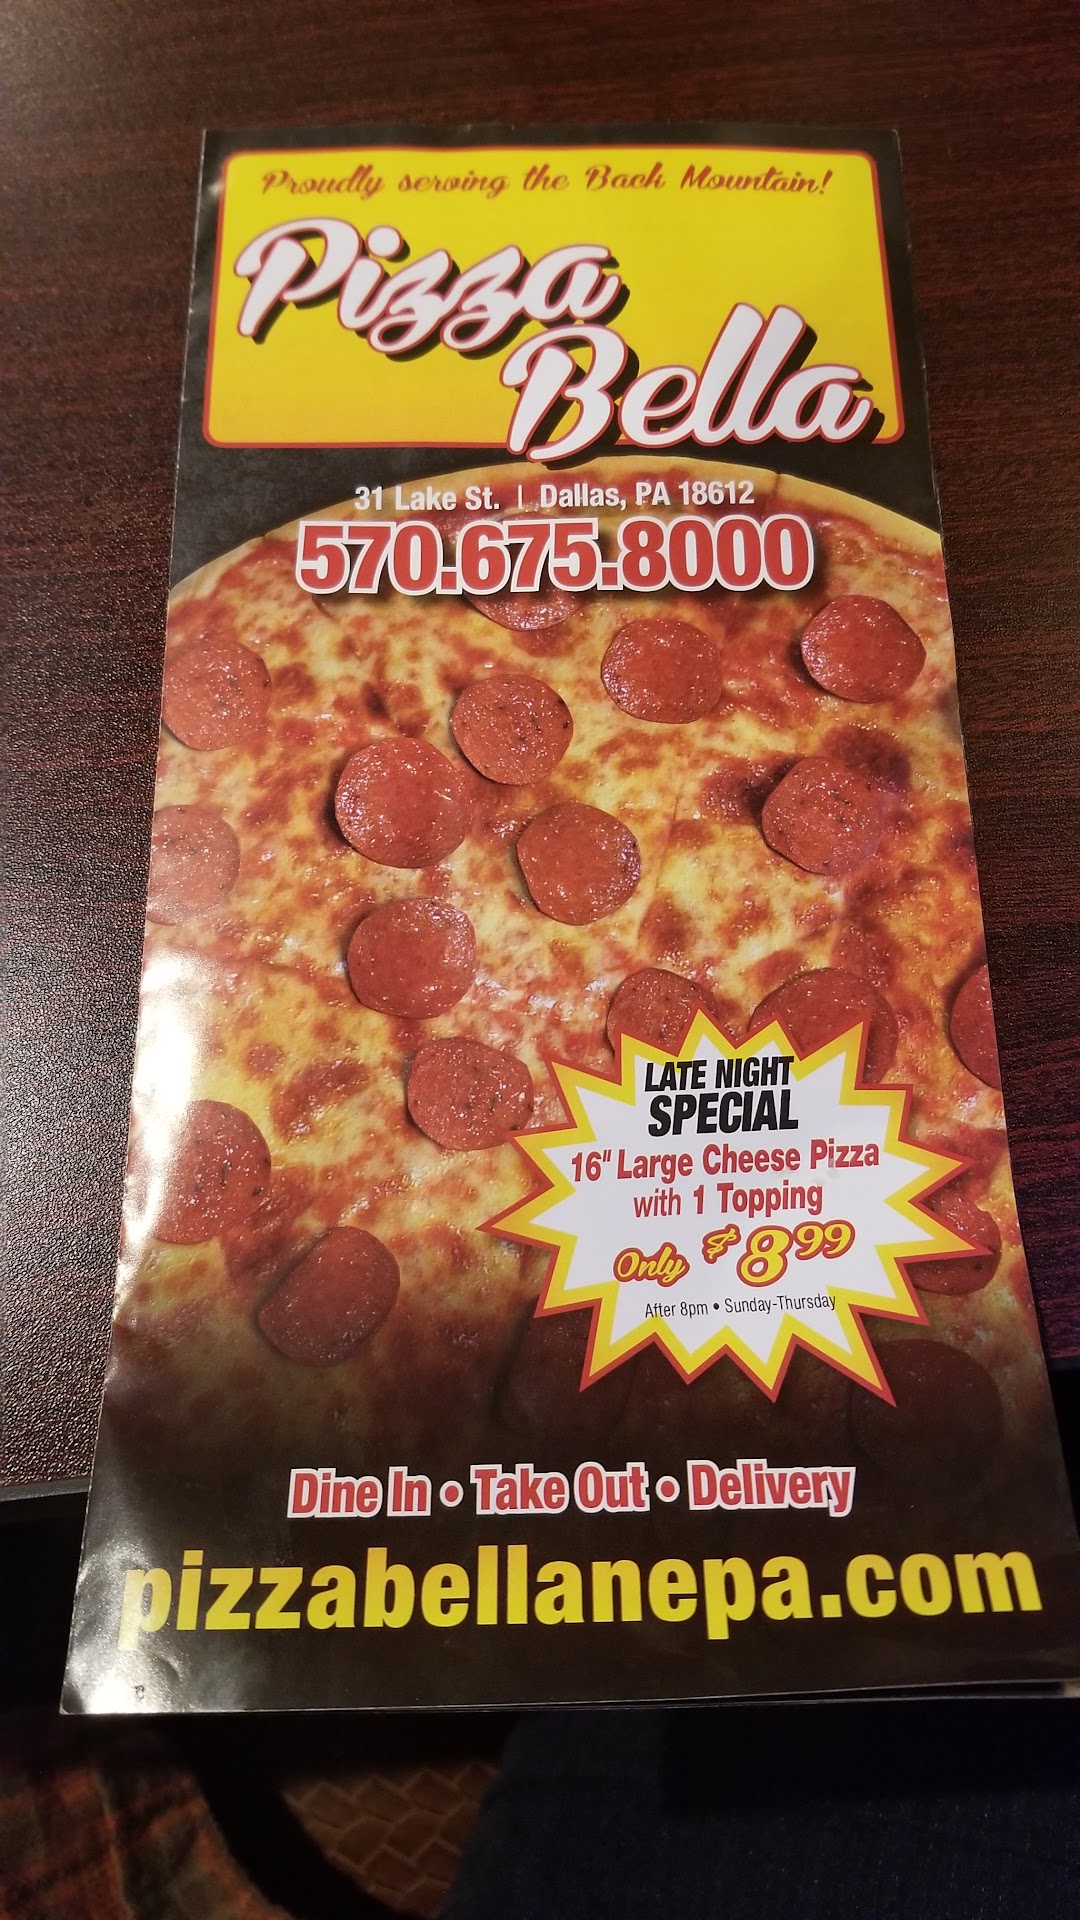 Proudly serving the Back Mountain!
Pizza
Bella
31 Lake St. | Dallas, PA 18612
570.675.8000
LATE NIGHT
SPECIAL
16" Large Cheese Pizza
with 1 Topping
Only $8.99
After 8pm • Sunday-Thursday
Dine In • Take Out • Delivery
pizzabellanepa.com